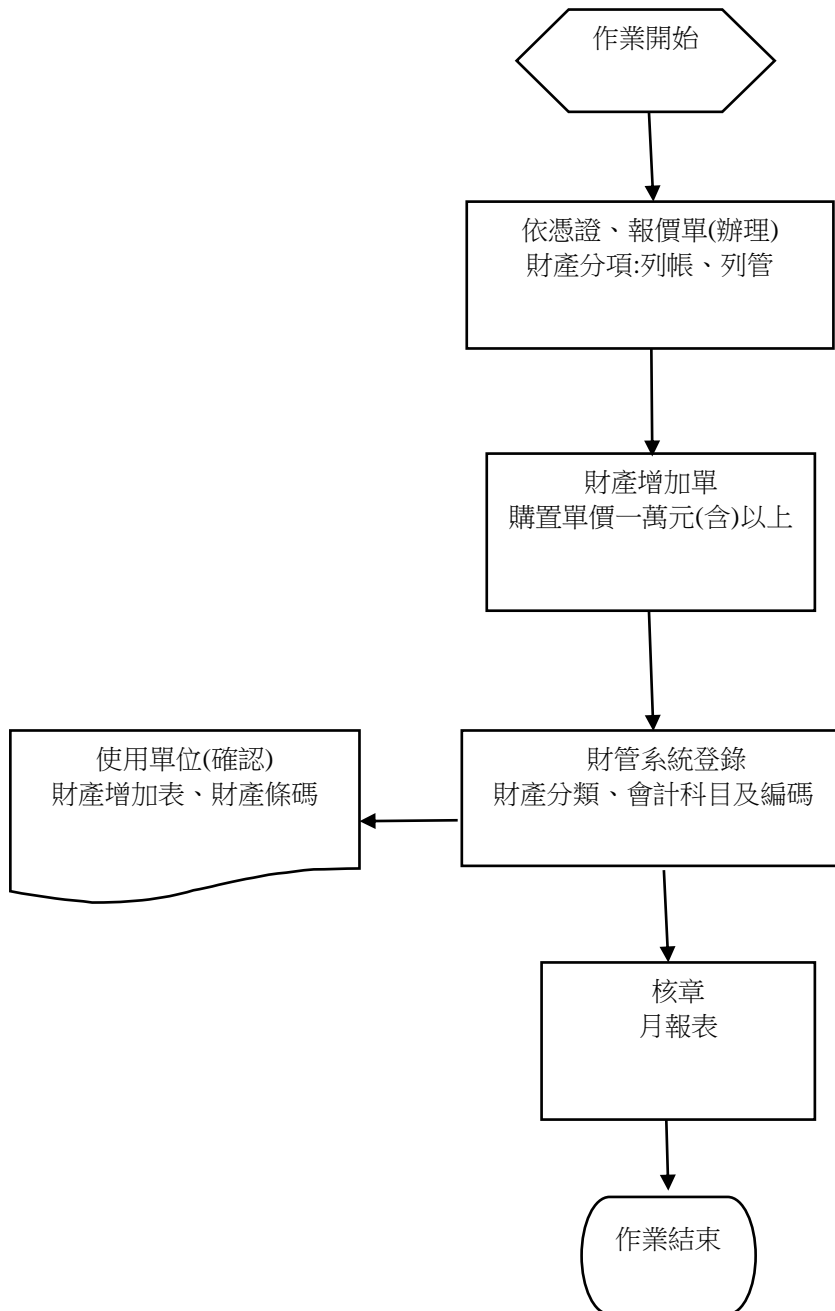 作業開始
依憑證、報價單(辦理)
財產分項:列帳、列管
財產增加單
購置單價一萬元(含)以上
使用單位(確認)
財產增加表、財產條碼
財管系統登錄
財產分類、會計科目及編碼
核章
月報表
作業結束